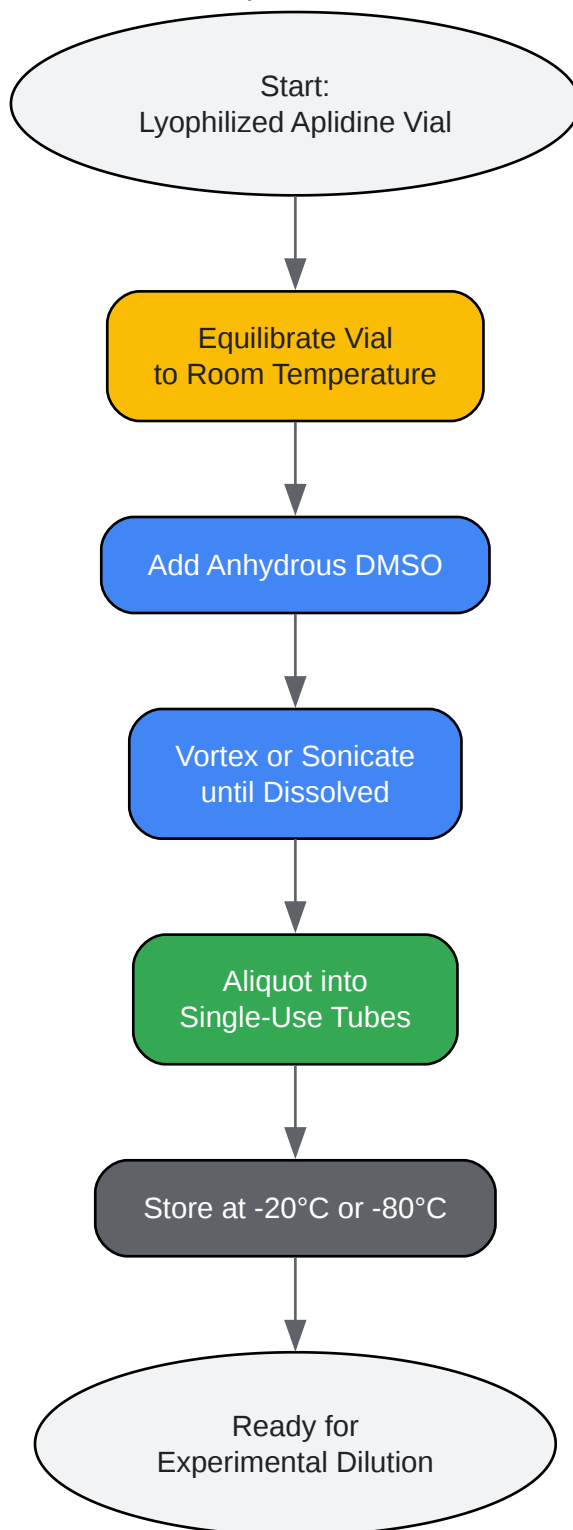 Start:
Lyophilized Aplidine Vial
Equilibrate Vial
to Room Temperature
Add Anhydrous DMSO
Vortex or Sonicate
until Dissolved
Aliquot into
Single-Use Tubes
Store at -20°C or -80°C
Ready for
Experimental Dilution